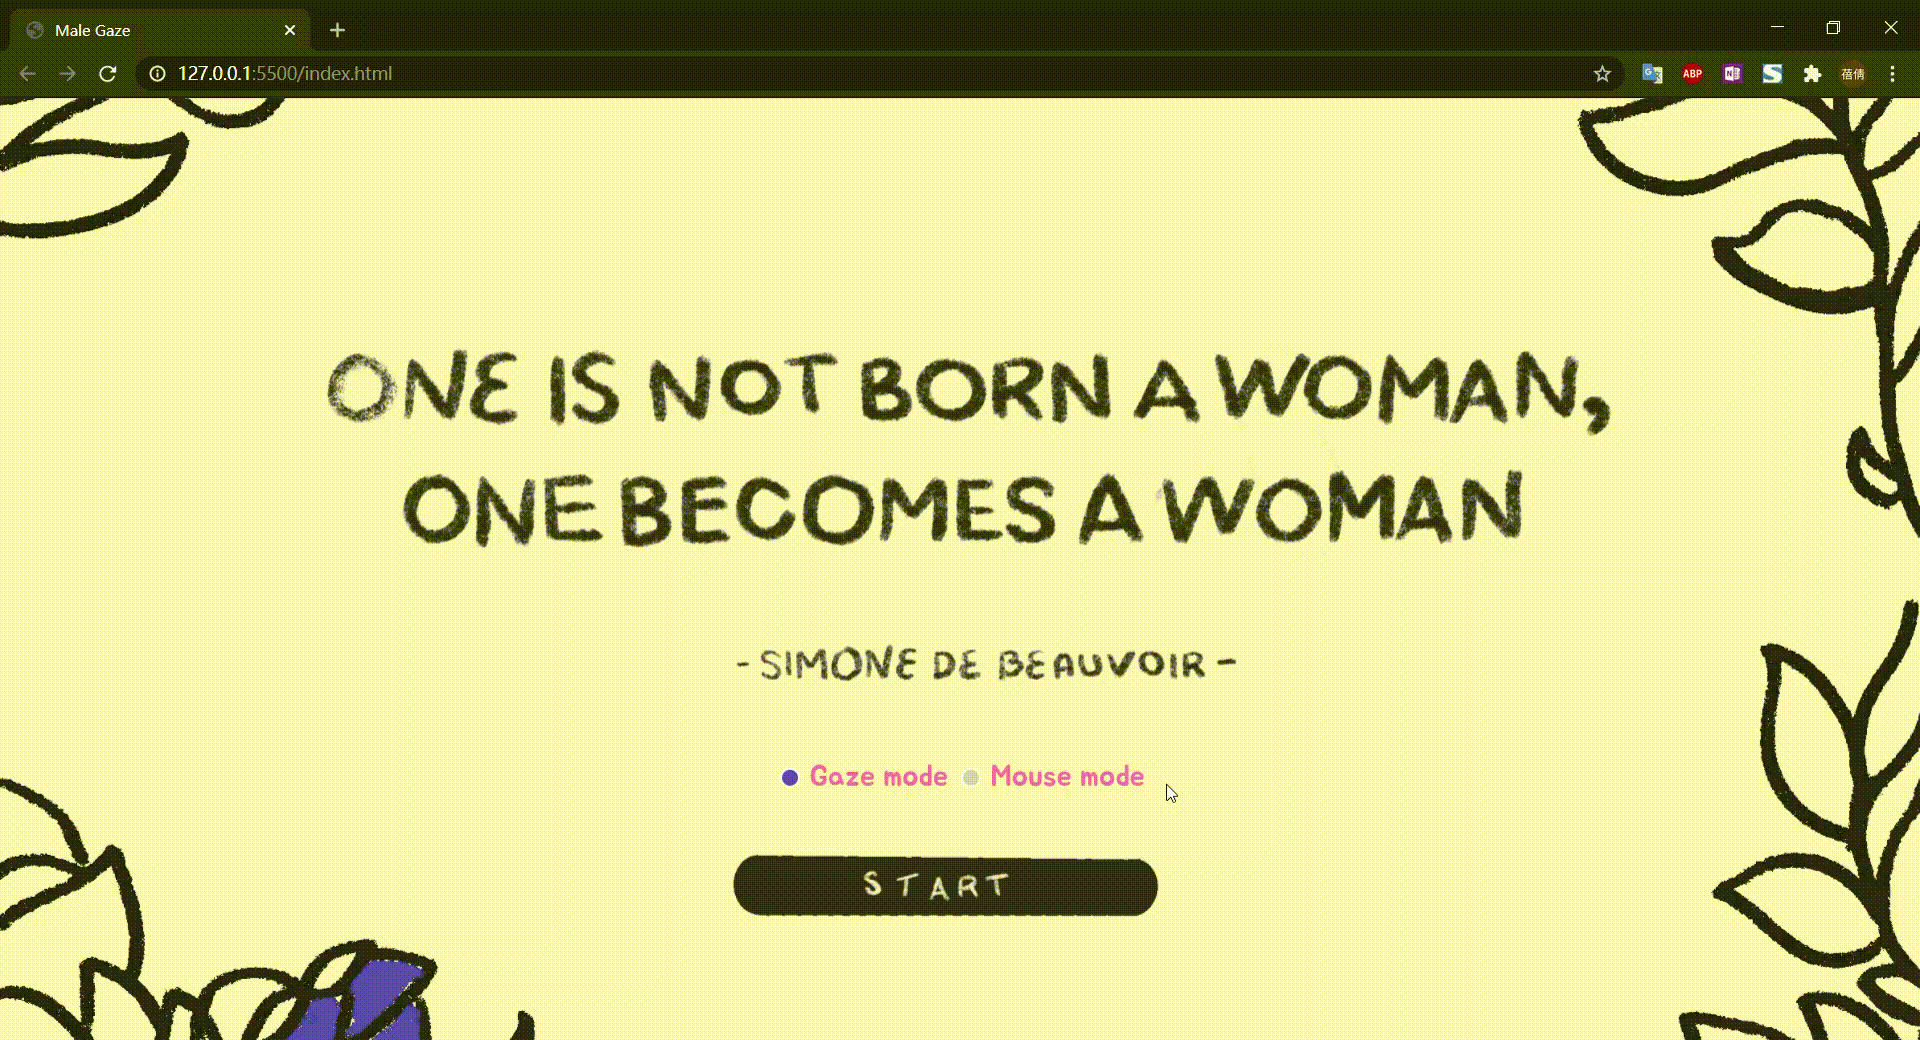 Male Gaze
127.0.0.1:5500/index.html
ABP
蓓倩
ONE IS NOT BORN A WOMAN,
ONE BECOMES A WOMAN
- SIMONE DE BEAUVOIR -
Gaze mode Mouse mode
START